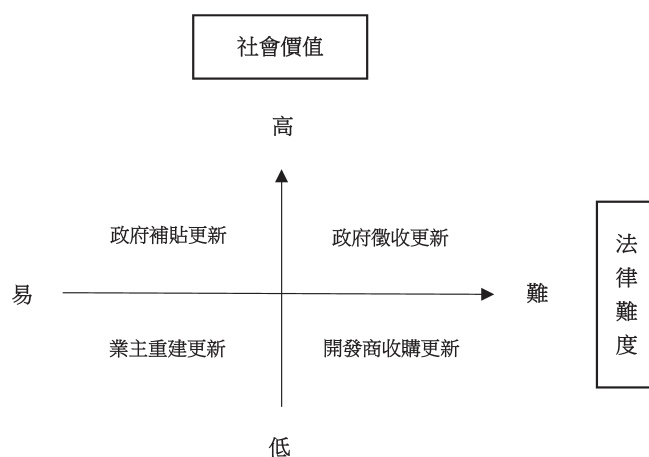 社會價值
高
政府補貼更新
政府徵收更新
易
難
業主重建更新
開發商收購更新
低
法律難度